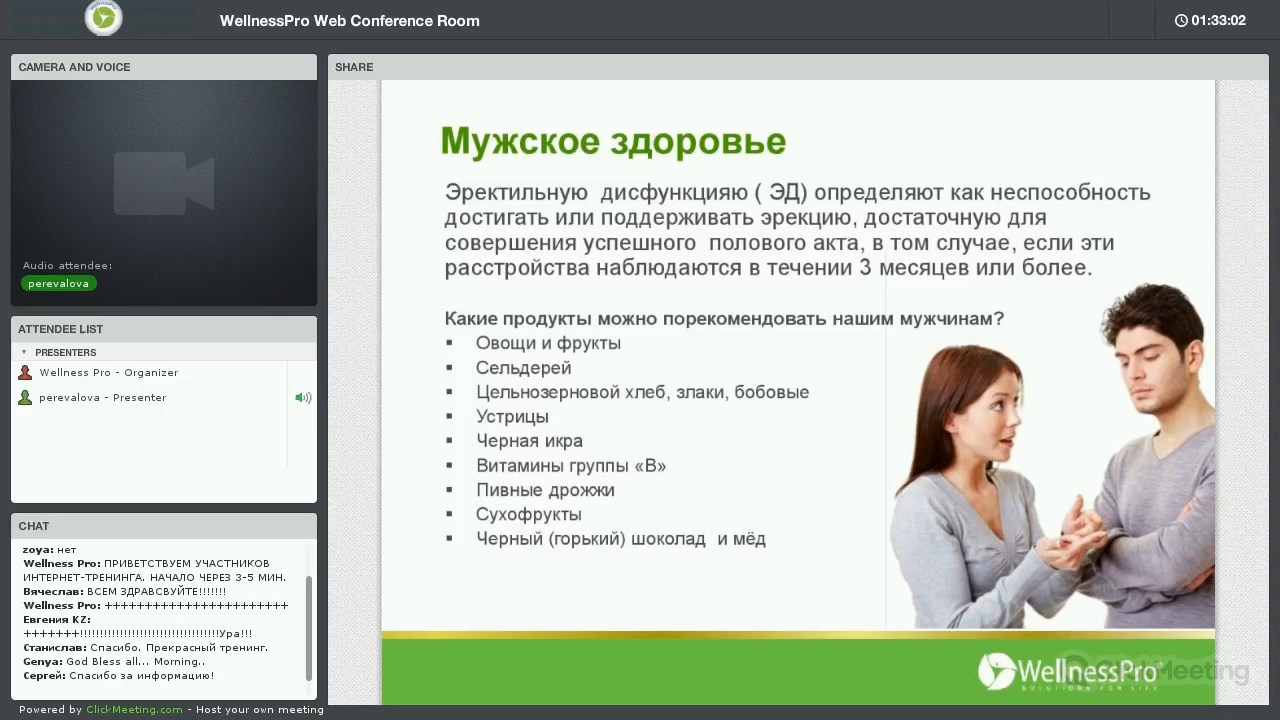 WellnessPro Web Conference Room
01:33:02
CAMERA AND VOICE
Audio attendee:
perevalova
ATTENDEE LIST
PRESENTERS
Wellness Pro - Organizer
perevalova - Presenter
CHAT
zoya: нет
Wellness Pro: ПРИВЕТСТВУЕМ УЧАСТНИКОВ
ИНТЕРНЕТ-ТРЕНИНГА. НАЧАЛО ЧЕРЕЗ 3-5 МИН.
Вячеслав: ВСЕМ ЗДРАВСВУЙТЕ!!!!!!!
Wellness Pro: +++++++++++++++++++++++
Евгения KZ:
Станислав: Спасибо. Прекрасный тренинг.
God Bless all... Morning..
Сергей: Спасибо за информацию!
Powered by ClickMeeting.com - Host your own meeting
SHARE
Мужское здоровье
Эректильную дисфункцияю ( ЭД) определяют как неспособность
достигать или поддерживать эрекцию, достаточную для
совершения успешного полового акта, в том случае, если эти
расстройства наблюдаются в течении 3 месяцев или более.
Какие продукты можно порекомендовать нашим мужчинам?
▪ Овощи и фрукты
▪ Сельдерей
▪ Цельнозерновой хлеб, злаки, бобовые
▪ Устрицы
▪ Черная икра
▪ Витамины группы «В»
▪ Пивные дрожжи
▪ Сухофрукты
▪ Черный (горький) шоколад и мёд
WellnessPro
SOLUTIONS FOR LIFE
Meeting